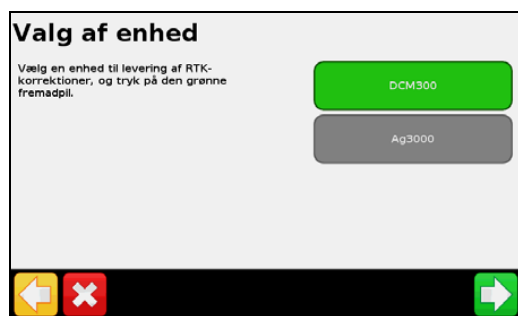 Valg af enhed
Vælg en enhed til levering af RTK-
korrektioner, og tryk på den grønne
fremadpil.
DCM300
Ag3000